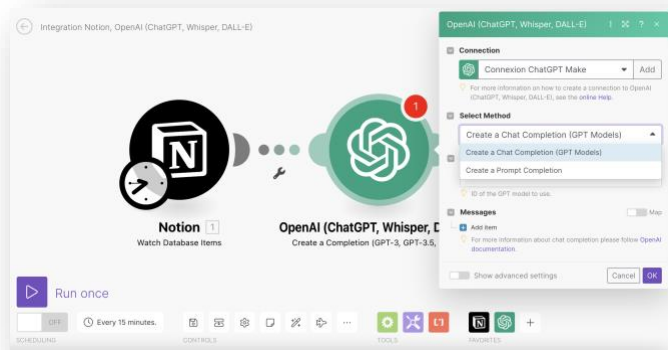 Integration Notion, OpenAI (ChatGPT, Whisper, DALL-E)
OpenAI (ChatGPT, Whisper, DALL-E)
Connection
Connexion ChatGPT Make
Add
For more information on how to create a connection to OpenAI
(ChatGPT, Whisper, DALL-E), see the online Help.
Select Method
Create a Chat Completion (GPT Models)
Create a Chat Completion (GPT Models)
Create a Prompt Completion
ID of the GPT model to use.
Messages
Map
Add item
For more information about chat completion please follow OpenAI
documentation.
Show advanced settings
Cancel
OK
1
Notion 1
Watch Database Items
OpenAI (ChatGPT, Whisper, D
Create a Completion (GPT-3, GPT-3.5,
Run once
OFF
Every 15 minutes.
SCHEDULING
CONTROLS
TOOLS
FAVORITES